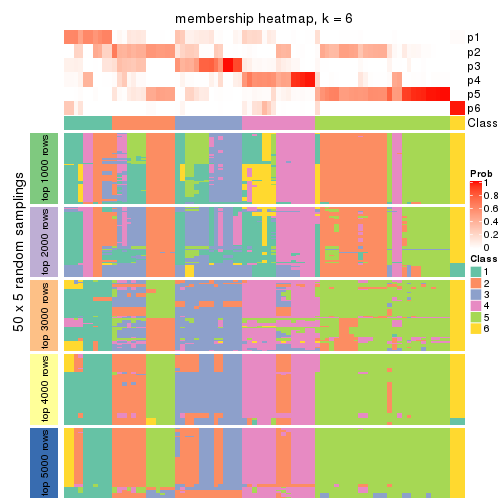 membership heatmap, k = 6
p1
p2
p3
p4
p5
p6
Class
50 x 5 random samplings
top 1000 rows
top 2000 rows
top 3000 rows
top 4000 rows
top 5000 rows
Prob
1
0.8
0.6
0.4
0.2
0
Class
1
2
3
4
5
6